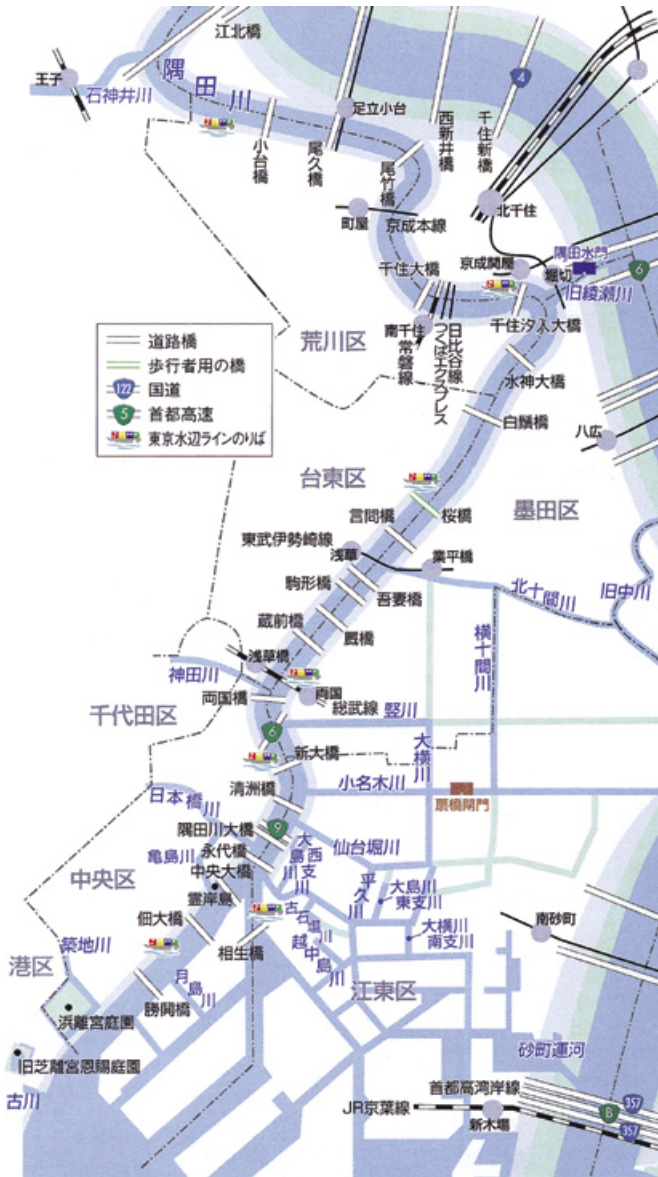 江北橋
王子
石神井川
隅田川
4
足立小台
小台橋
尾久橋
尾竹橋
西新井橋
千住新橋
北千住
町屋
京成本線
千住大橋
京成関屋
隅田水門
堀切
6
旧綾瀬川
千住汐入大橋
南千住
常磐線
つくばエクスプレス
日比谷線
荒川区
水神大橋
白鬚橋
八広
道路橋
歩行者用の橋
122 国道
5 首都高速
東京水辺ラインのりば
台東区
墨田区
言問橋
桜橋
東武伊勢崎線
浅草
業平橋
駒形橋
吾妻橋
北十間川
旧中川
蔵前橋
厩橋
横十間川
浅草橋
神田川
両国橋
両国
総武線
竪川
千代田区
6
新大橋
大横川
清洲橋
小名木川
扇橋閘門
日本橋川
隅田川大橋
9
亀島川
永代橋
大島川西支川
仙台堀川
中央大橋
中央区
霊岸島
平久川
大島川東支川
佃大橋
古石場川
大横川南支川
南砂町
築地川
相生橋
越中島川
港区
月島川
江東区
勝鬨橋
浜離宮庭園
旧芝離宮恩賜庭園
砂町運河
古川
首都高湾岸線
357
JR京葉線
B
新木場
357